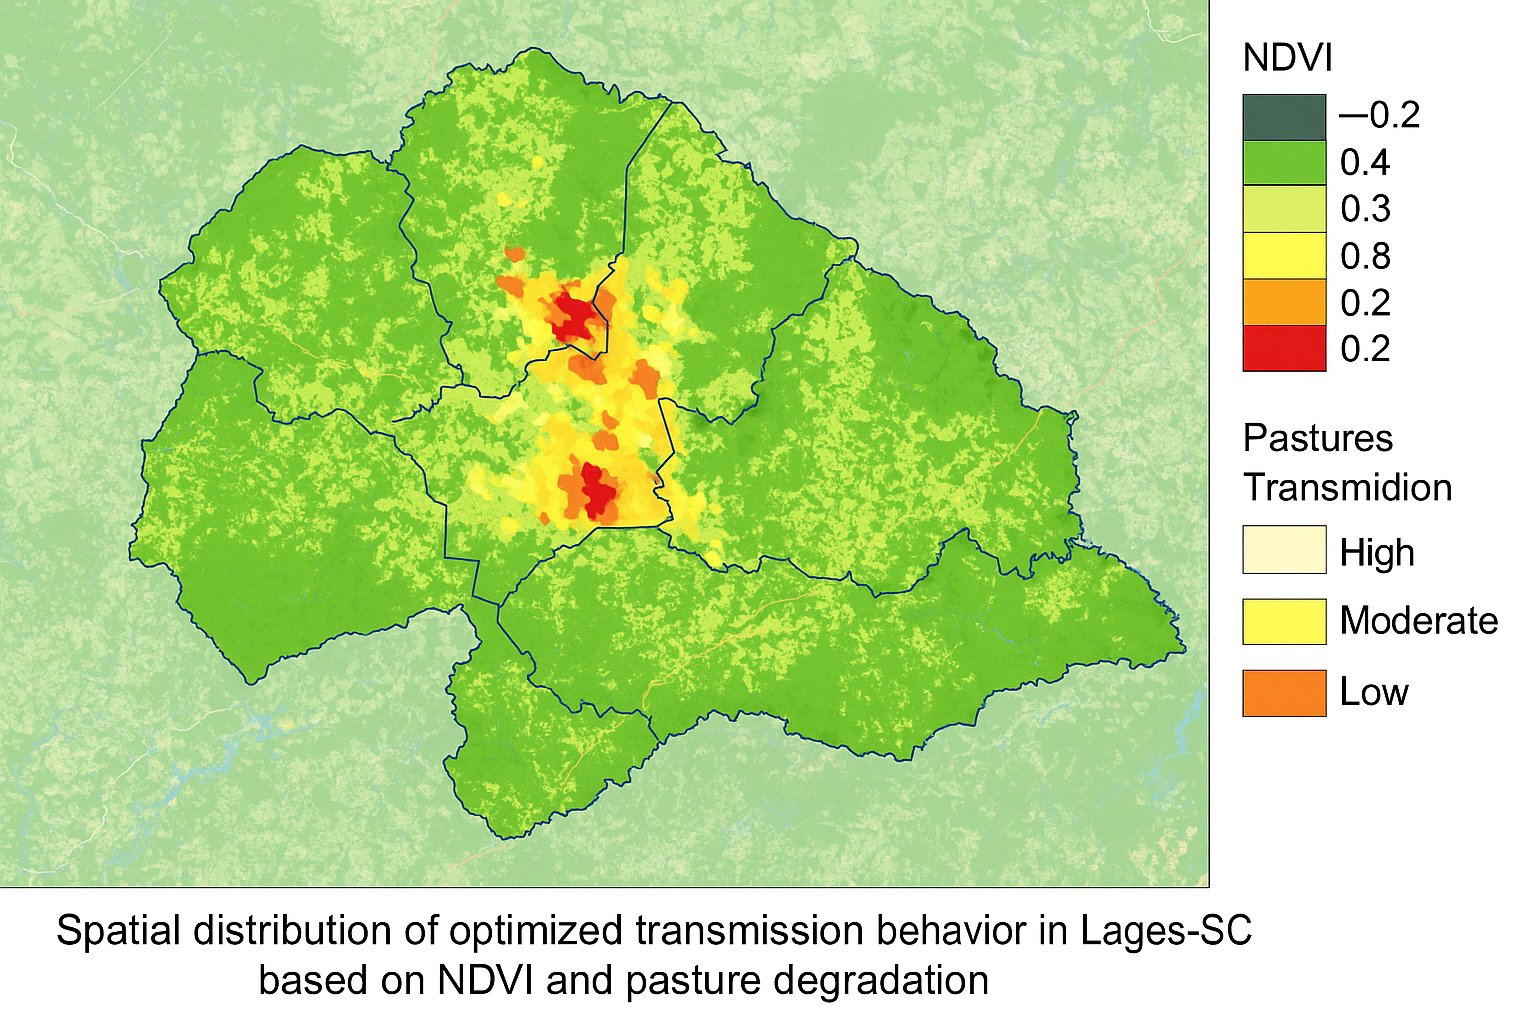 NDVI
—0.2
0.4
0.3
0.8
0.2
0.2
Pastures
Transmidion
High
Moderate
Low
Spatial distribution of optimized transmission behavior in Lages-SC
based on NDVI and pasture degradation